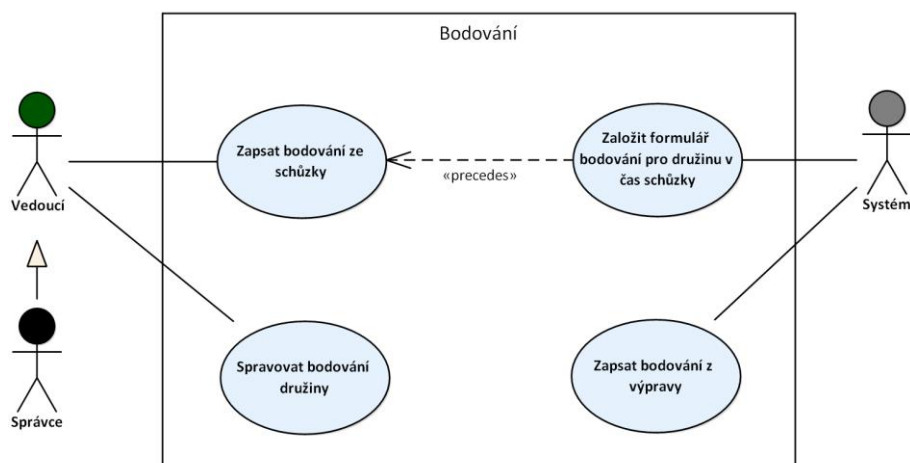 Bodování
Zapsat bodování ze
schůzky
Založit formulář
bodování pro družinu v
čas schůzky
«precedes»
Vedoucí
Systém
Spravovat bodování
družiny
Zapsat bodování z
výpravy
Správce